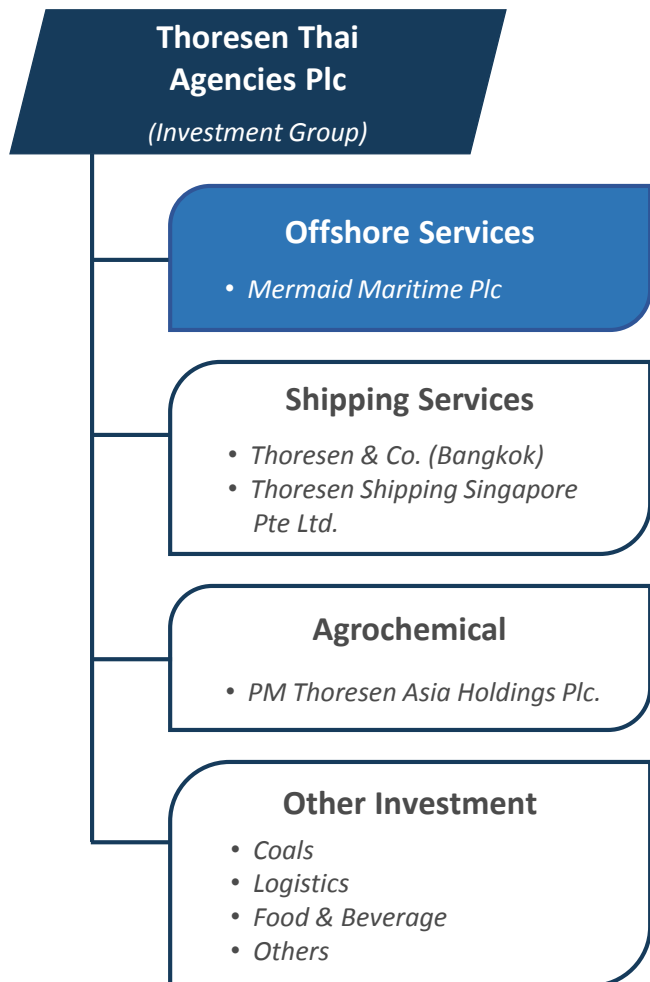 Thoresen Thai
Agencies Plc
(Investment Group)
Offshore Services
• Mermaid Maritime Plc
Shipping Services
• Thoresen & Co. (Bangkok)
• Thoresen Shipping Singapore
Pte Ltd.
Agrochemical
• PM Thoresen Asia Holdings Plc.
Other Investment
• Coals
• Logistics
• Food & Beverage
• Others